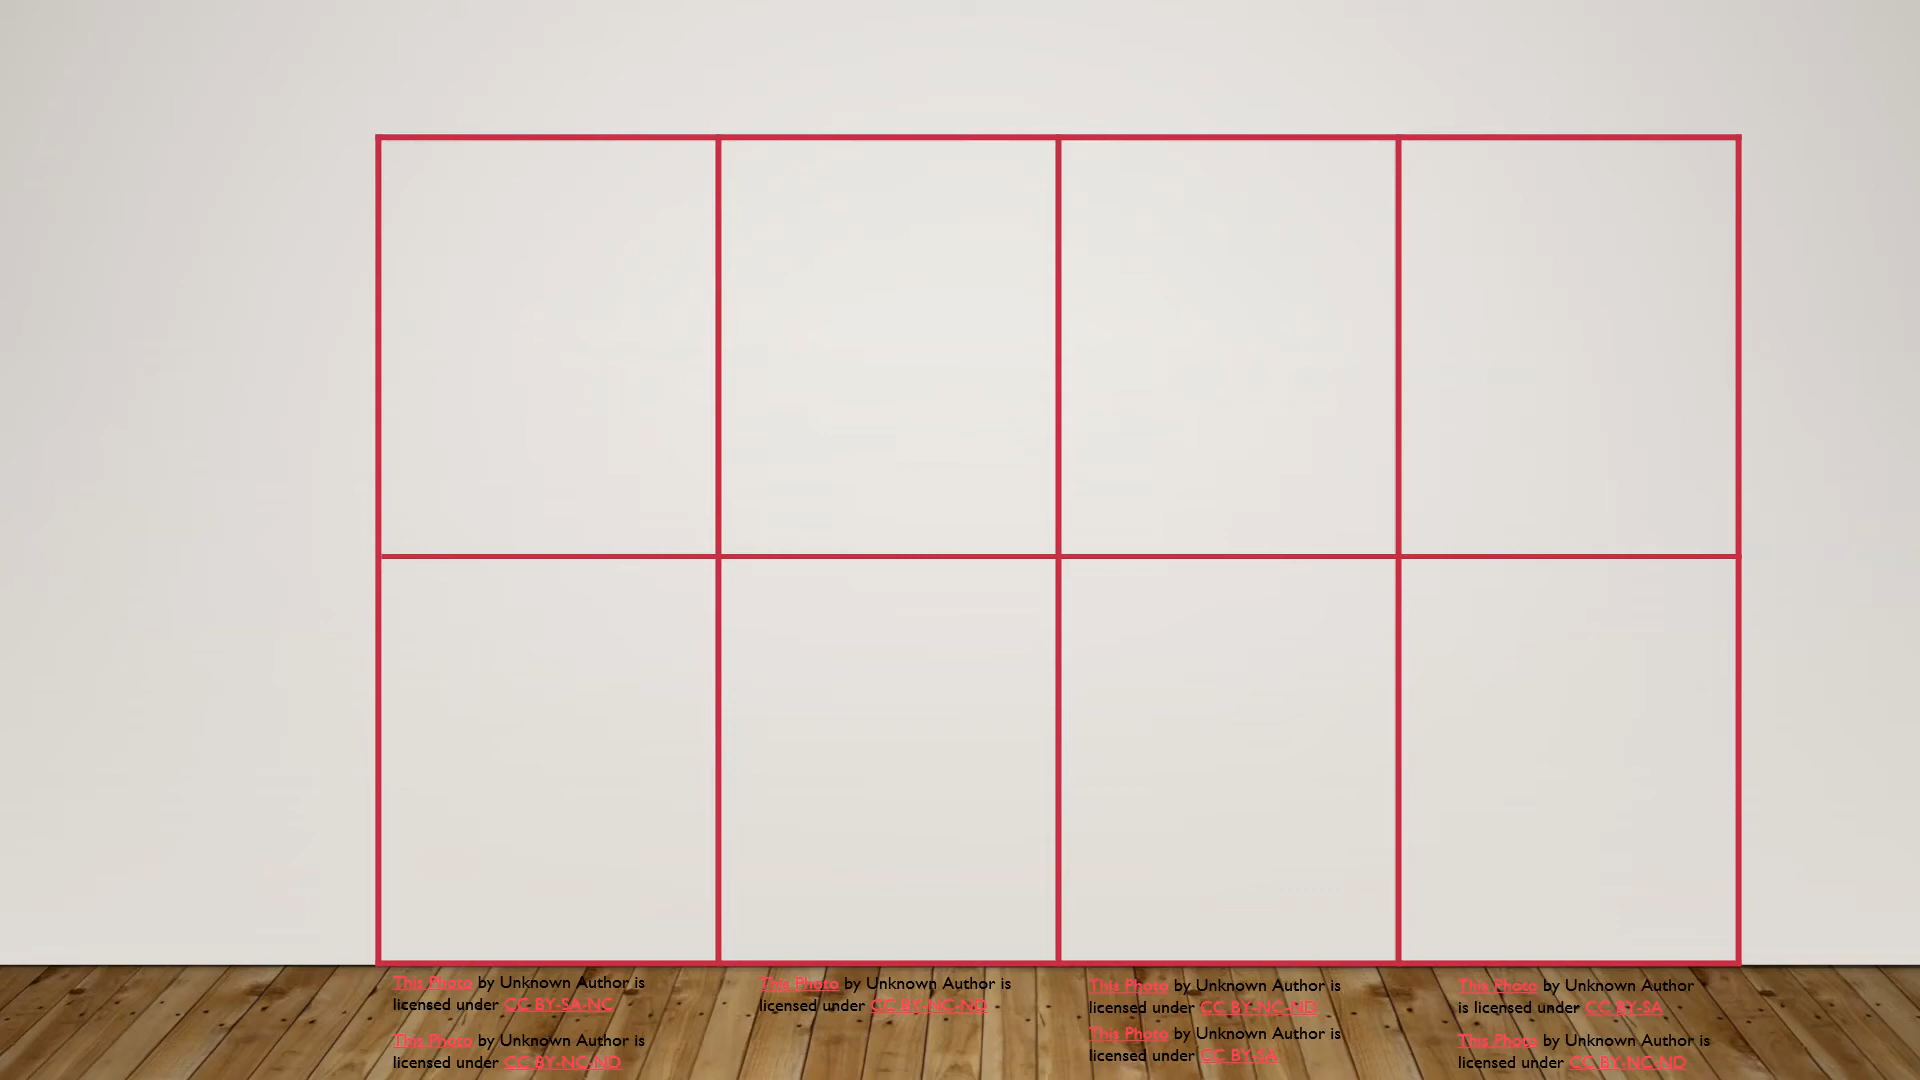 This Photo by Unknown Author is
licensed under CC BY-SA-NC
This Photo by Unknown Author is
licensed under CC BY-NC-ND
This Photo by Unknown Author is
licensed under CC BY-NC-ND
This Photo by Unknown Author is
licensed under CC BY-NC-ND
This Photo by Unknown Author is
licensed under CC BY-SA
This Photo by Unknown Author
is licensed under CC BY-SA
This Photo by Unknown Author is
licensed under CC BY-NC-ND